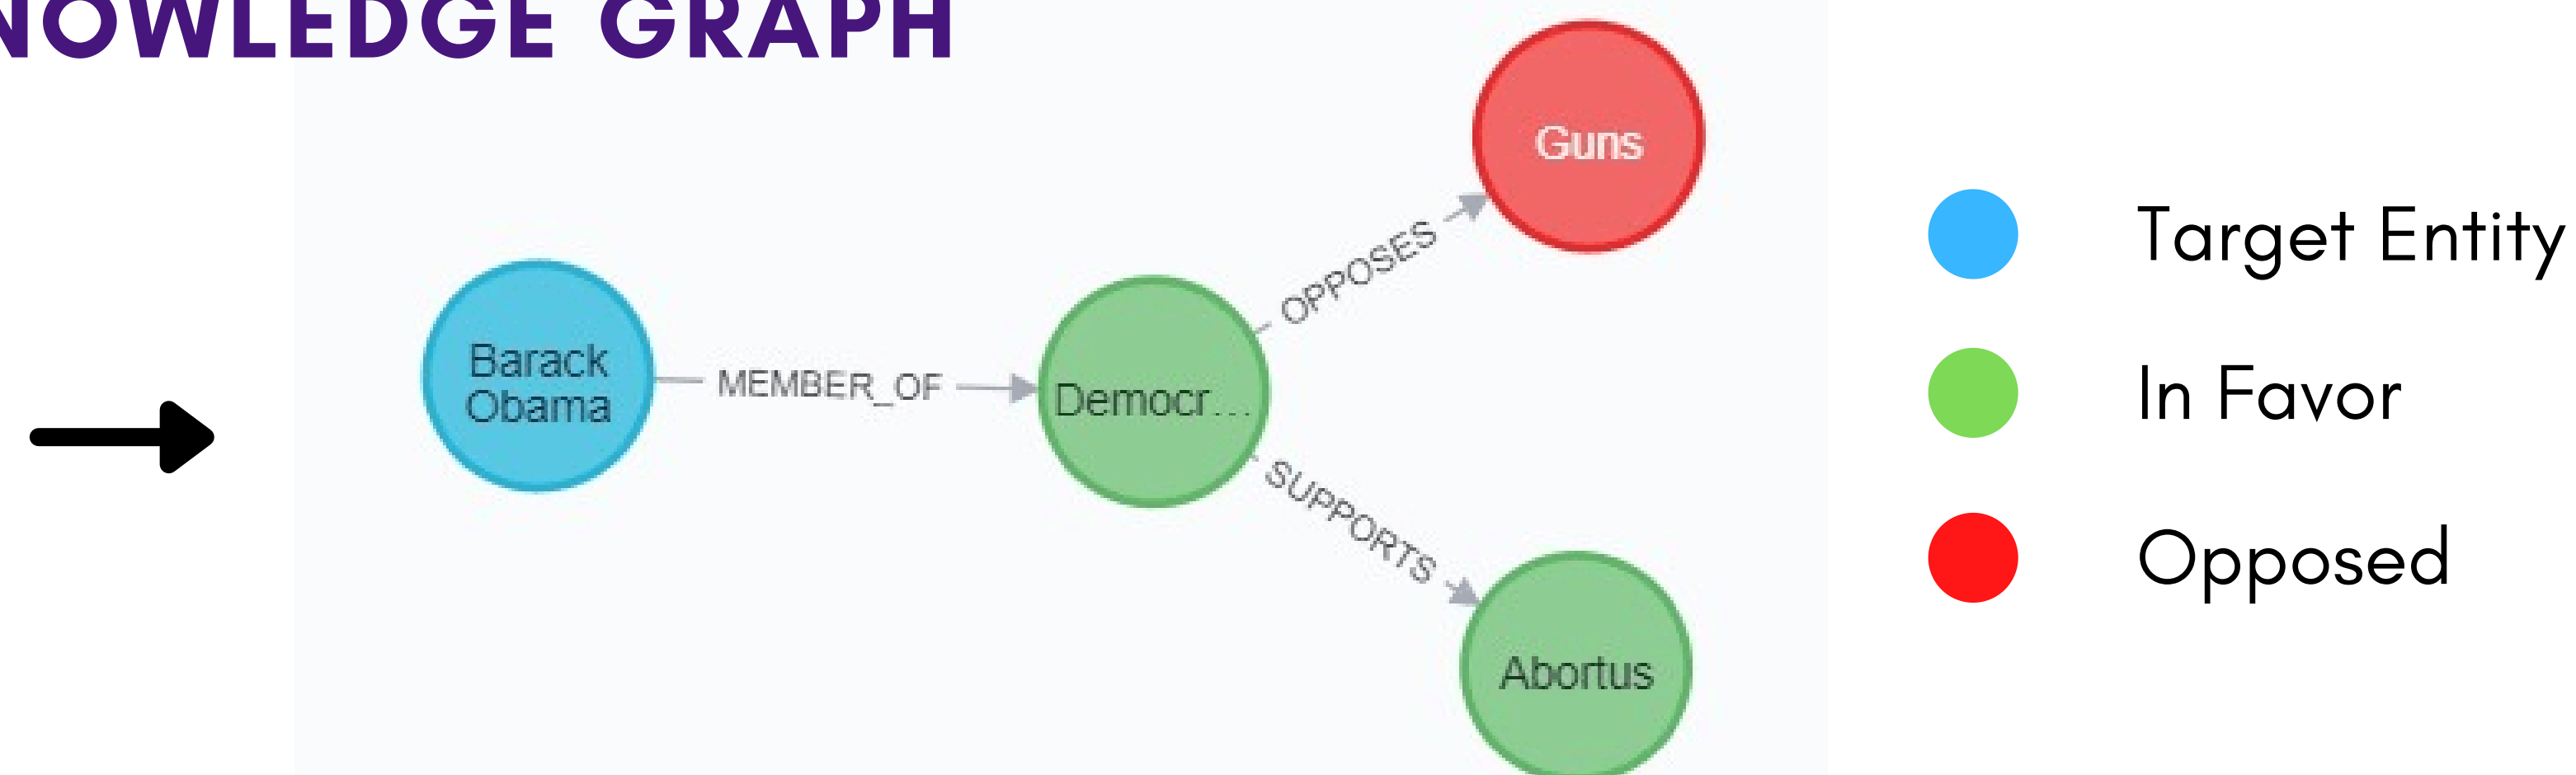 NOWLEDGE GRAPH
Guns
OPPOSES
Barack
Obama
MEMBER_OF
Democr...
SUPPORTS
Abortus
Target Entity
In Favor
Opposed